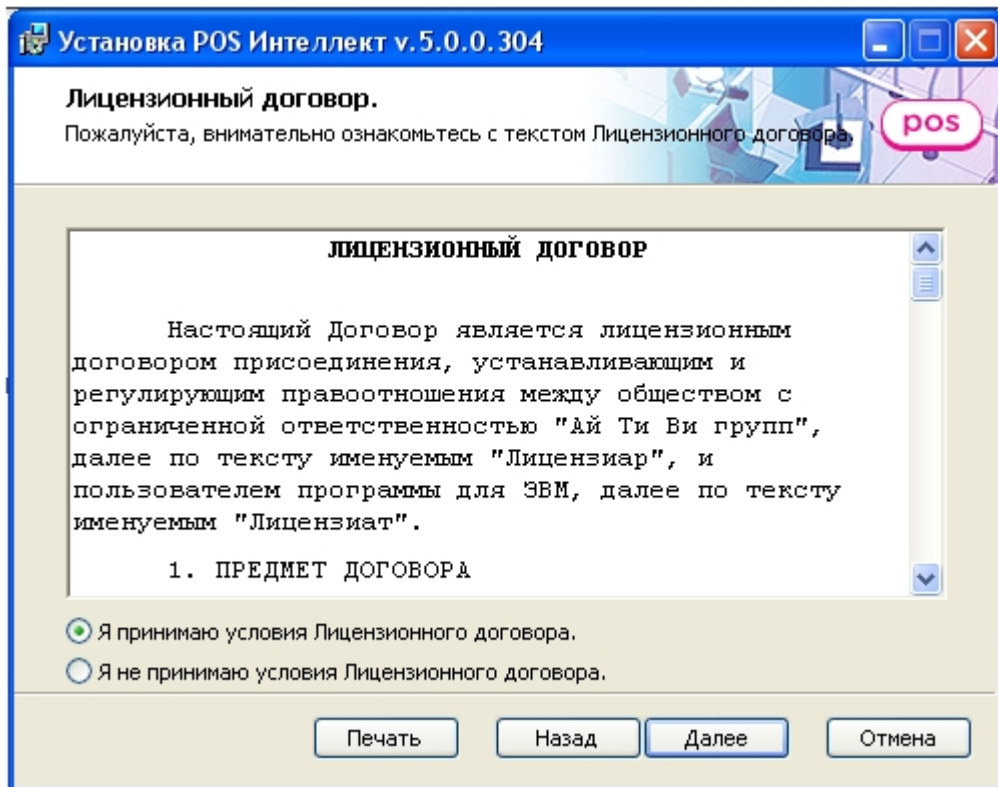 Установка POS Интеллект v.5.0.0.304
Лицензионный договор.
Пожалуйста, внимательно ознакомьтесь с текстом Лицензионного договора.
pos
ЛИЦЕНЗИОННЫЙ ДОГОВОР
Настоящий Договор является лицензионным
договором присоединения, устанавливающим и
регулирующим правоотношения между обществом с
ограниченной ответственностью "Ай Ти Ви групп",
далее по тексту именуемым "Лицензиар", и
пользователем программы для ЭВМ, далее по тексту
именуемым "Лицензиат".
1. ПРЕДМЕТ ДОГОВОРА
Я принимаю условия Лицензионного договора.
Я не принимаю условия Лицензионного договора.
Печать Назад Далее Отмена